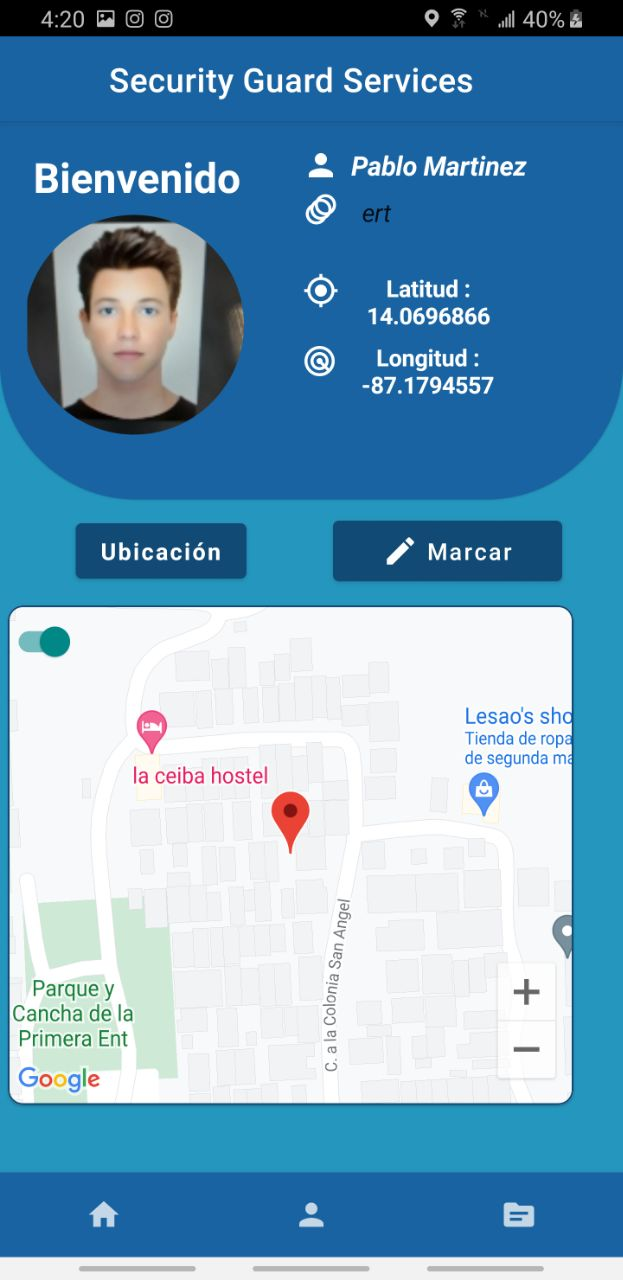 4:20
40%
Security Guard Services
Bienvenido
Pablo Martinez
ert
Latitud :
14.0696866
Longitud :
-87.1794557
Ubicación
Marcar
Lesao's sho
Tienda de ropa
de segunda ma
la ceiba hostel
C. a la Colonia San Angel
Parque y
Cancha de la
Primera Ent
Google